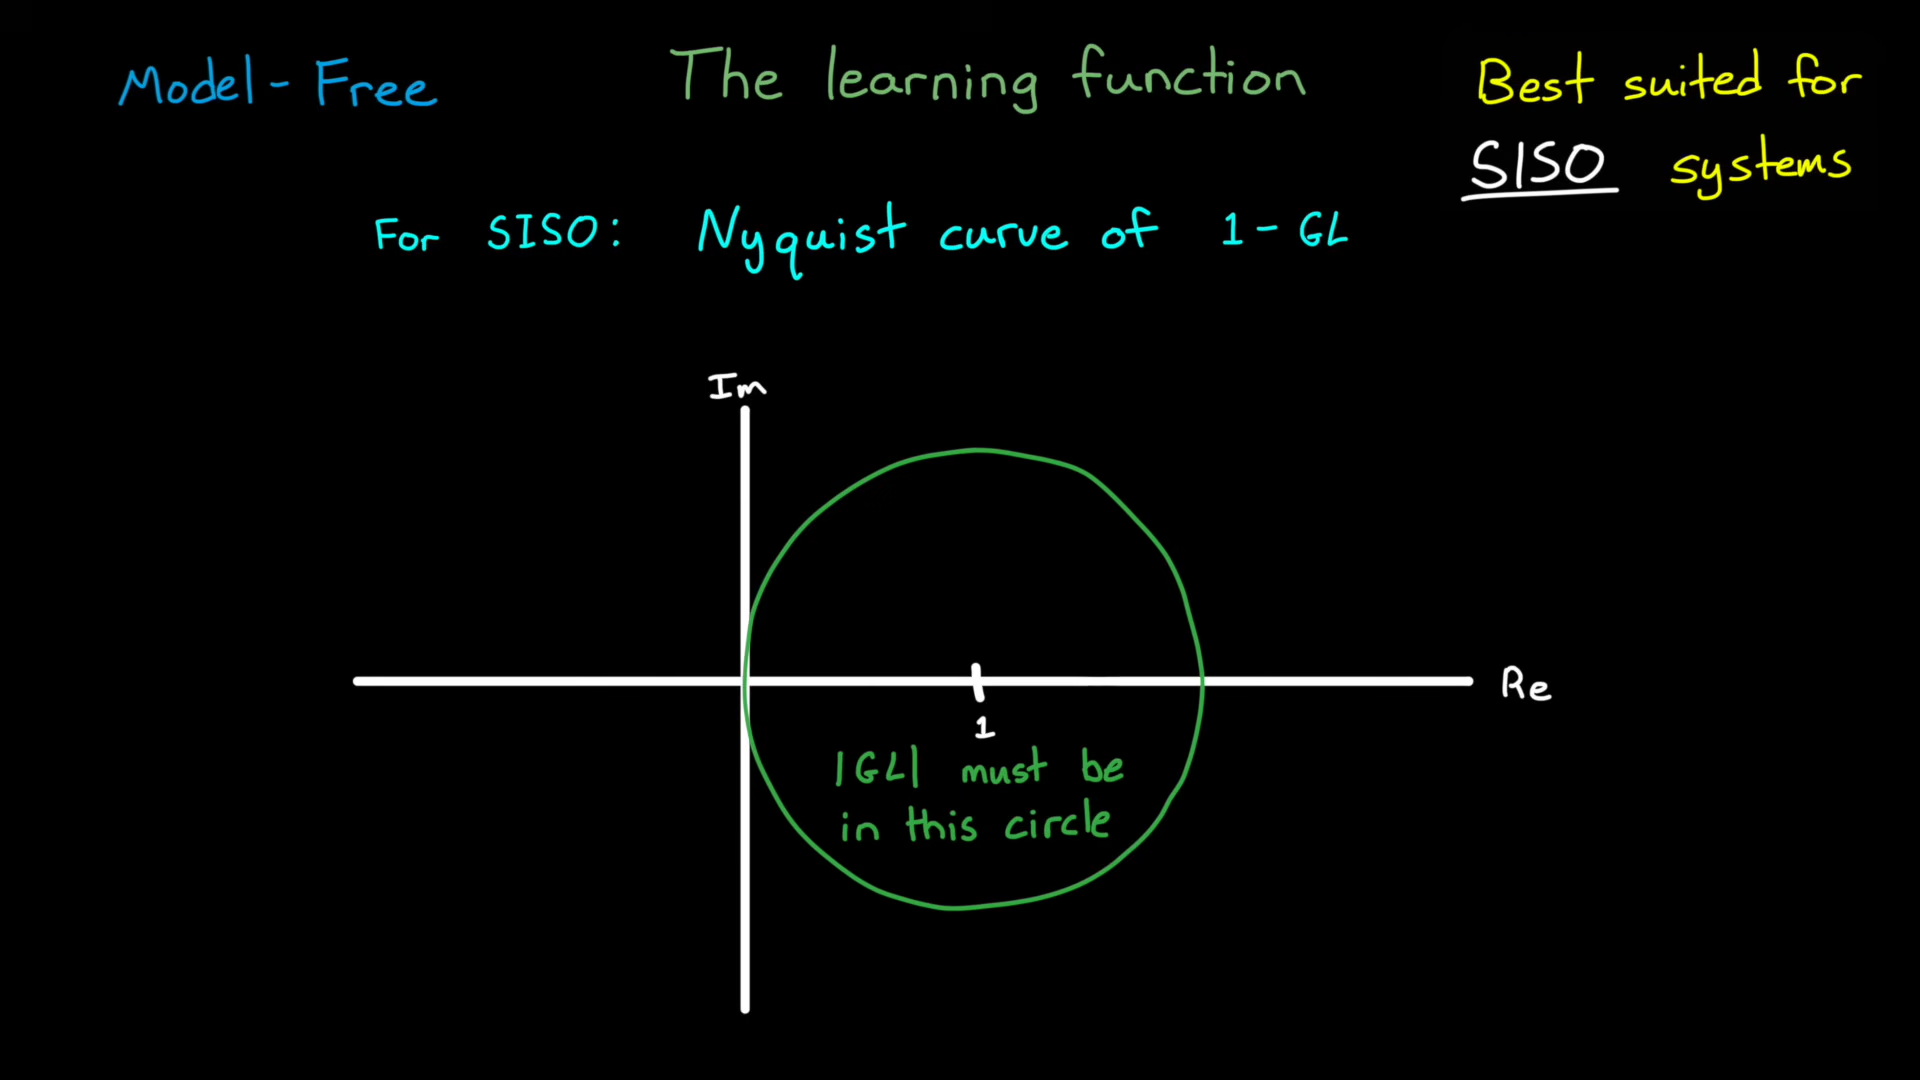 Model-Free
The learning function
Best suited for
SISO systems
For SISO: Nyquist curve of 1-GL
Im
Re
1
|GL| must be
in this circle